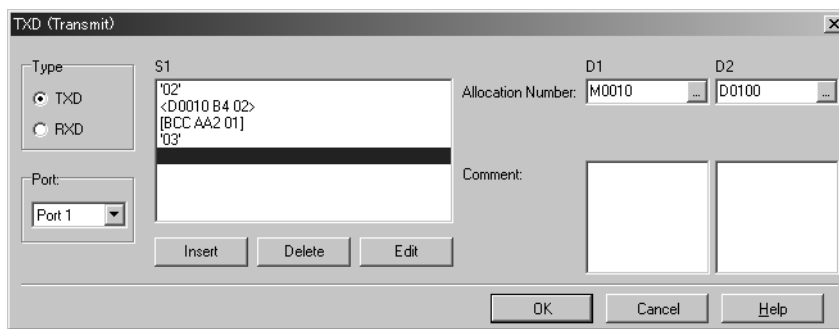 TXD (Transmit)
Type
TXD
RXD
Port:
Port 1
S1
'02'
<D0010 B4 02>
[BCC AA2 01]
'03'
Insert Delete Edit
D1 D2
Allocation Number: M0010 ... D0100 ...
Comment:
OK Cancel Help